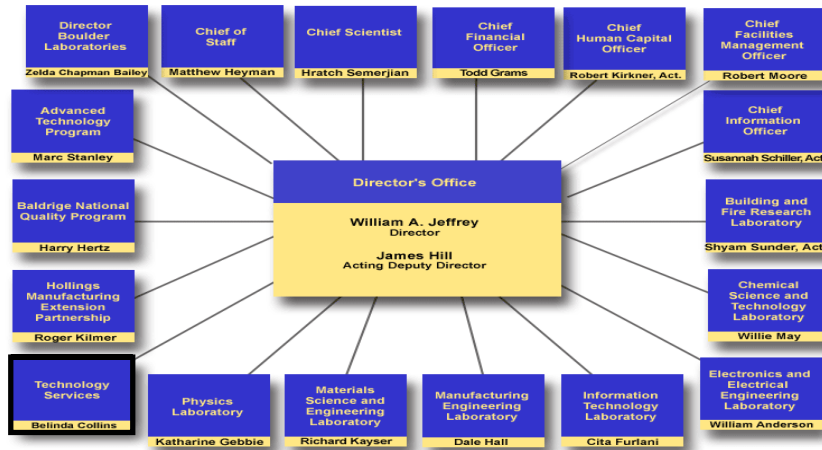 Director
Boulder
Laboratories
Zelda Chapman Bailey
Chief of
Staff
Matthew Heyman
Chief Scientist
Hratch Semerjian
Chief
Financial
Officer
Todd Grams
Chief
Human Capital
Officer
Robert Kirkner, Act.
Chief
Facilities
Management
Officer
Robert Moore
Advanced
Technology
Program
Marc Stanley
Chief
Information
Officer
Susannah Schiller, Act.
Director's Office
William A. Jeffrey
Director
James Hill
Acting Deputy Director
Baldrige National
Quality Program
Harry Hertz
Building and
Fire Research
Laboratory
Shyam Sunder, Act.
Hollings
Manufacturing
Extension
Partnership
Roger Kilmer
Chemical
Science and
Technology
Laboratory
Willie May
Technology
Services
Belinda Collins
Physics
Laboratory
Katharine Gebbie
Materials
Science and
Engineering
Laboratory
Richard Kayser
Manufacturing
Engineering
Laboratory
Dale Hall
Information
Technology
Laboratory
Cita Furlani
Electronics and
Electrical
Engineering
Laboratory
William Anderson